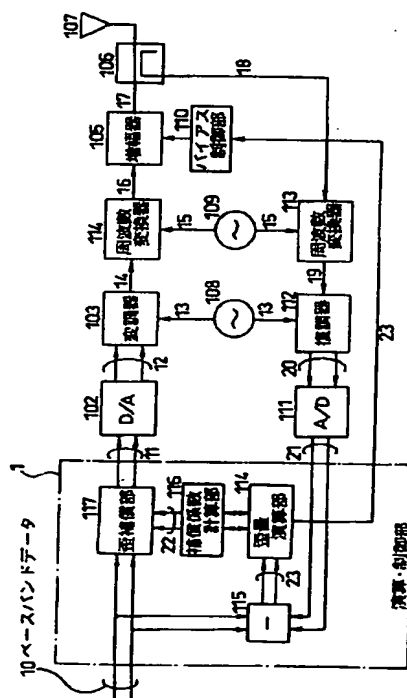 10 ベースバンドデータ
1
117
歪補償部
11
102
D/A
12
103
変調器
14
114
周波数
変換器
16
105
増幅器
17
106
107
22
116
補償係数
計算部
13
108
13
15
109
15
110
バイアス
制御部
18
115
−
23
114
歪量
演算部
21
111
A/D
20
112
復調器
19
113
周波数
変換器
23
演算・制御部